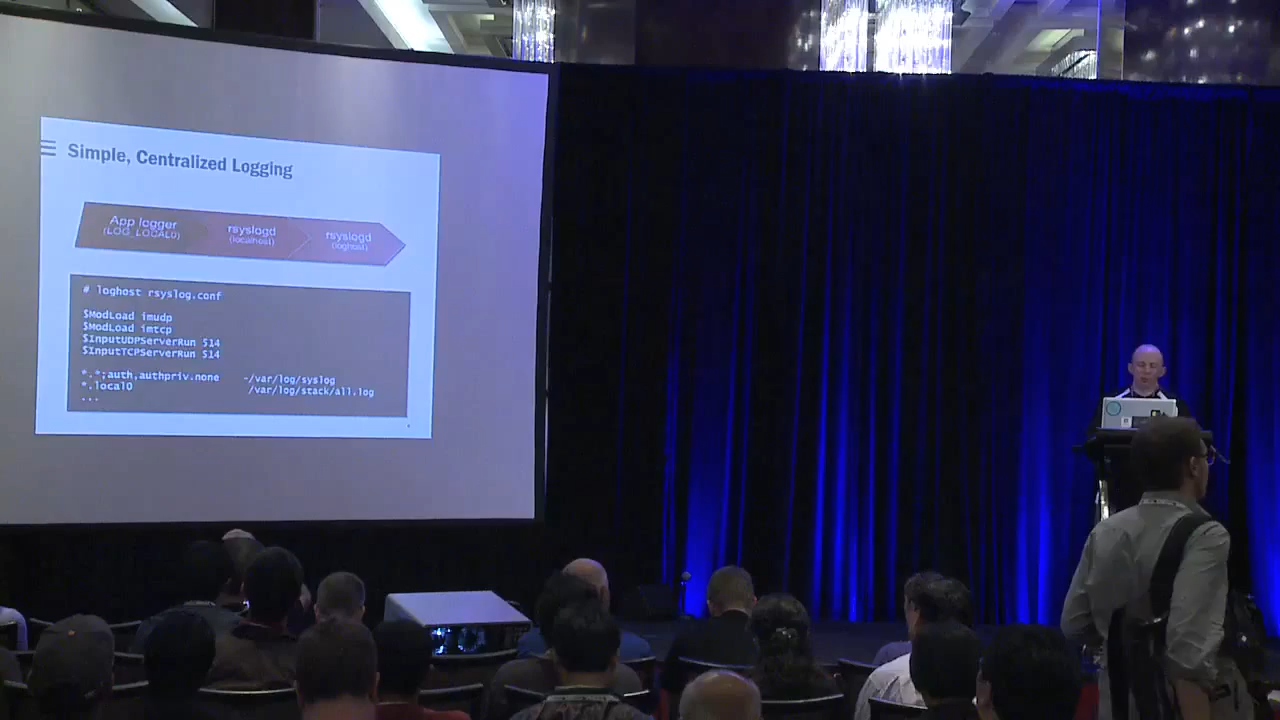 Simple, Centralized Logging
App logger
(LOG_LOCAL0)
rsyslogd
(localhost)
rsyslogd
(loghost)
# loghost rsyslog.conf
$ModLoad imudp
$ModLoad imtcp
$InputUDPServerRun 514
$InputTCPServerRun 514
*.*;auth,authpriv.none -/var/log/syslog
*.local0 /var/log/stack/all.log
...